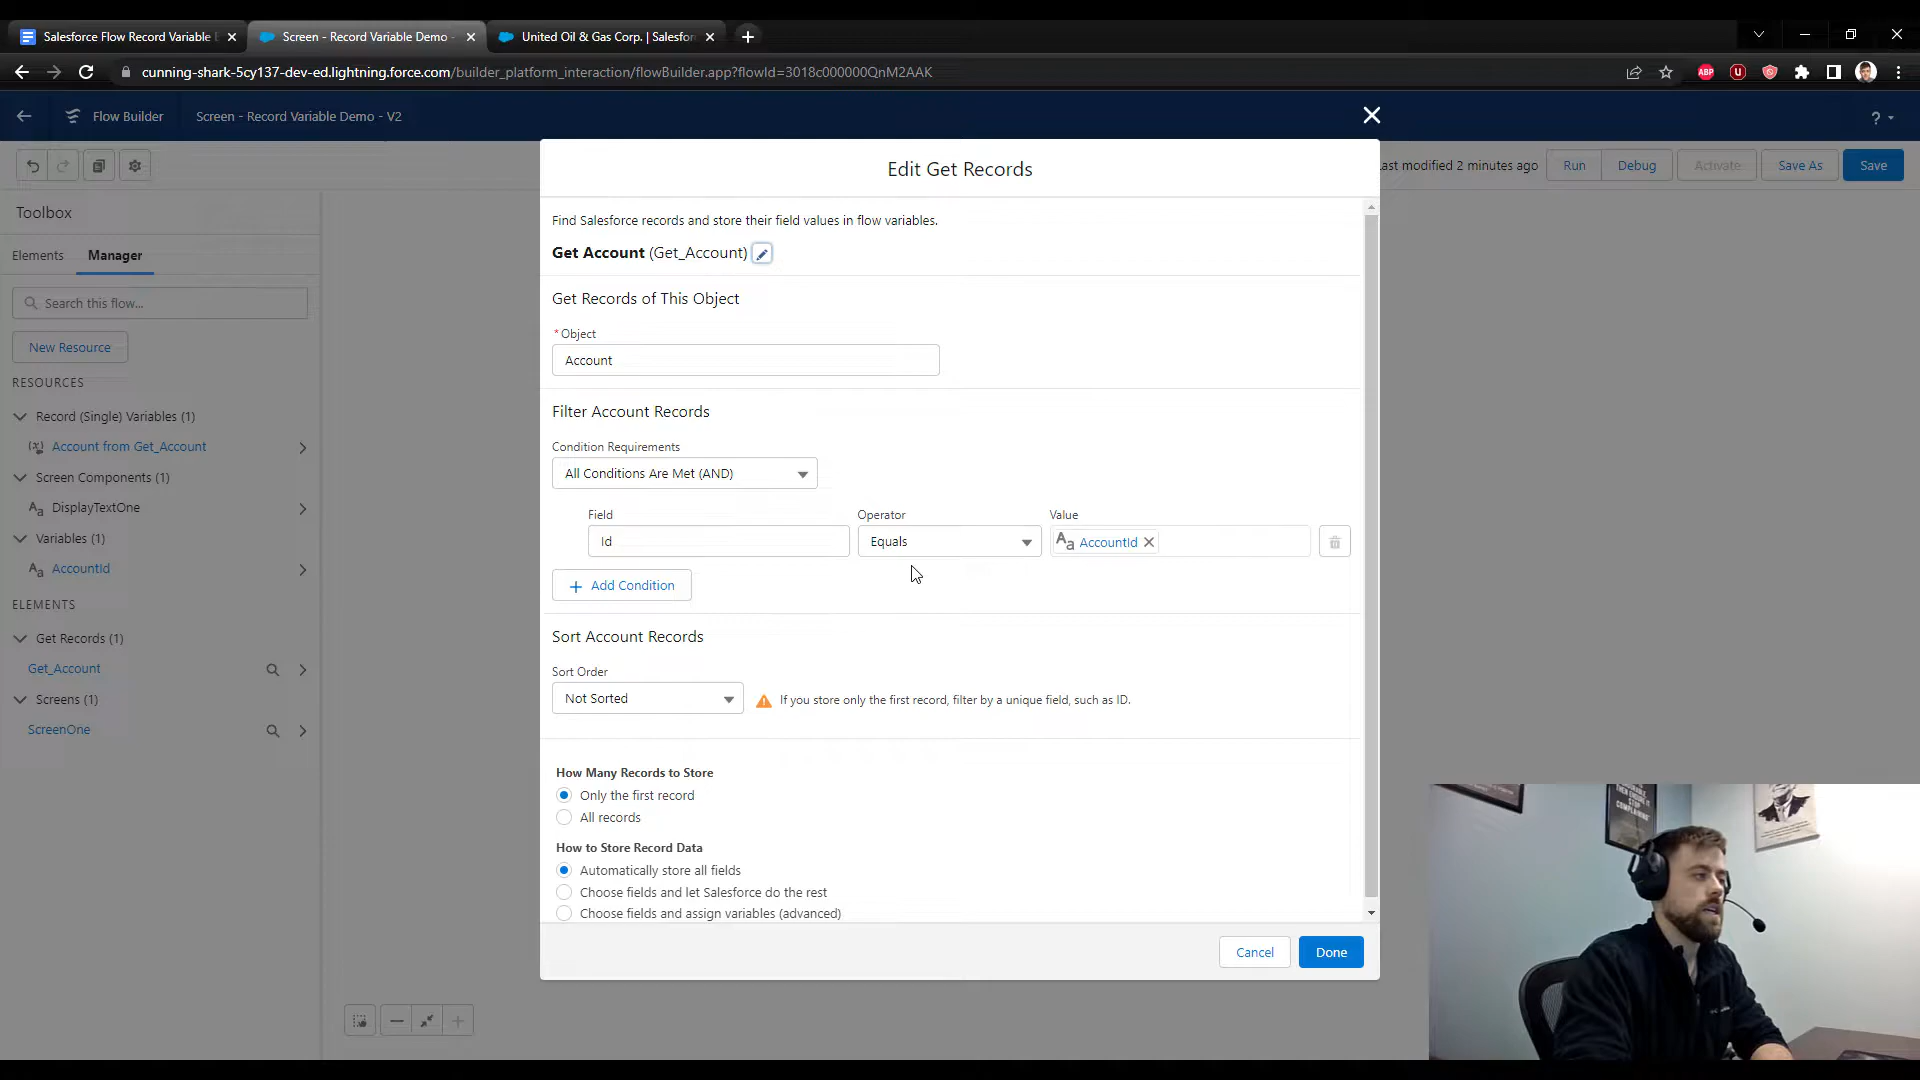 Salesforce Flow Record Variable
Screen - Record Variable Demo -
United Oil & Gas Corp. | Salesfor
cunning-shark-5cy137-dev-ed.lightning.force.com/builder_platform_interaction/flowBuilder.app?flowId=3018c000000QnM2AAK
ABP
Flow Builder
Screen - Record Variable Demo - V2
?
Last modified 2 minutes ago
Run
Debug
Activate
Save As
Save
Toolbox
Elements
Manager
Search this flow...
New Resource
RESOURCES
Record (Single) Variables (1)
Account from Get_Account
Screen Components (1)
Aa DisplayTextOne
Variables (1)
Aa AccountId
ELEMENTS
Get Records (1)
Get_Account
Screens (1)
ScreenOne
Edit Get Records
Find Salesforce records and store their field values in flow variables.
Get Account (Get_Account)
Get Records of This Object
*Object
Account
Filter Account Records
Condition Requirements
All Conditions Are Met (AND)
Field
Operator
Value
Id
Equals
Aa AccountId
+ Add Condition
Sort Account Records
Sort Order
Not Sorted
If you store only the first record, filter by a unique field, such as ID.
How Many Records to Store
Only the first record
All records
How to Store Record Data
Automatically store all fields
Choose fields and let Salesforce do the rest
Choose fields and assign variables (advanced)
Cancel
Done
THEN ENOUGH
STOP
COMPLAINING